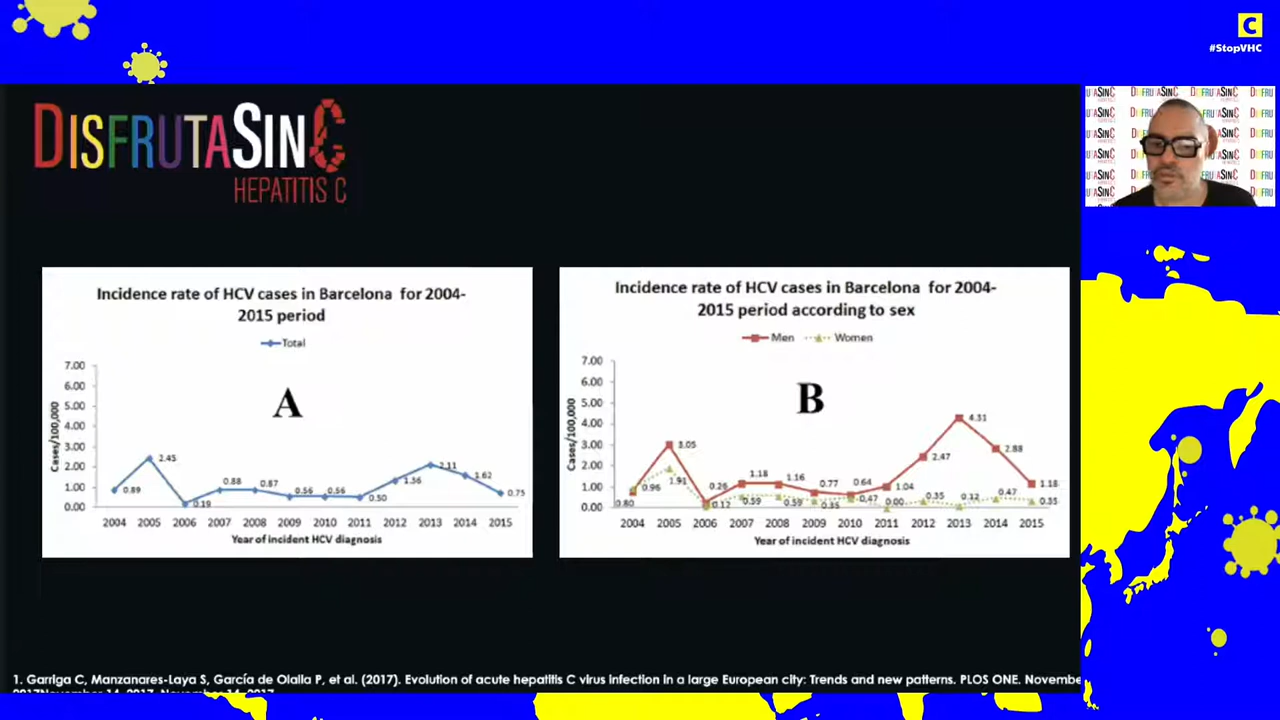 C
#StopVHC
DISFRUTASINC
HEPATITIS C
Incidence rate of HCV cases in Barcelona for 2004-
2015 period
Total
7.00
6.00
5.00
4.00
3.00
2.00
1.00
0.00
Cases/100,000
A
0.89
2.45
0.19
0.88
0.87
0.56
0.56
0.50
1.36
2.11
1.62
0.75
2004 2005 2006 2007 2008 2009 2010 2011 2012 2013 2014 2015
Year of incident HCV diagnosis
Incidence rate of HCV cases in Barcelona for 2004-
2015 period according to sex
Men Women
7.00
6.00
5.00
4.00
3.00
2.00
1.00
0.00
Cases/100,000
B
0.80
0.96
3.05
1.91
0.26
0.12
1.18
0.59
1.16
0.59
0.77
0.35
0.64
0.47
1.04
0.00
2.47
0.35
4.31
0.12
2.88
0.47
1.18
0.35
2004 2005 2006 2007 2008 2009 2010 2011 2012 2013 2014 2015
Year of incident HCV diagnosis
1. Garriga C, Manzanares-Laya S, García de Olalla P, et al. (2017). Evolution of acute hepatitis C virus infection in a large European city: Trends and new patterns. PLOS ONE. Novembe
2017November 14, 2017. November 14, 2017